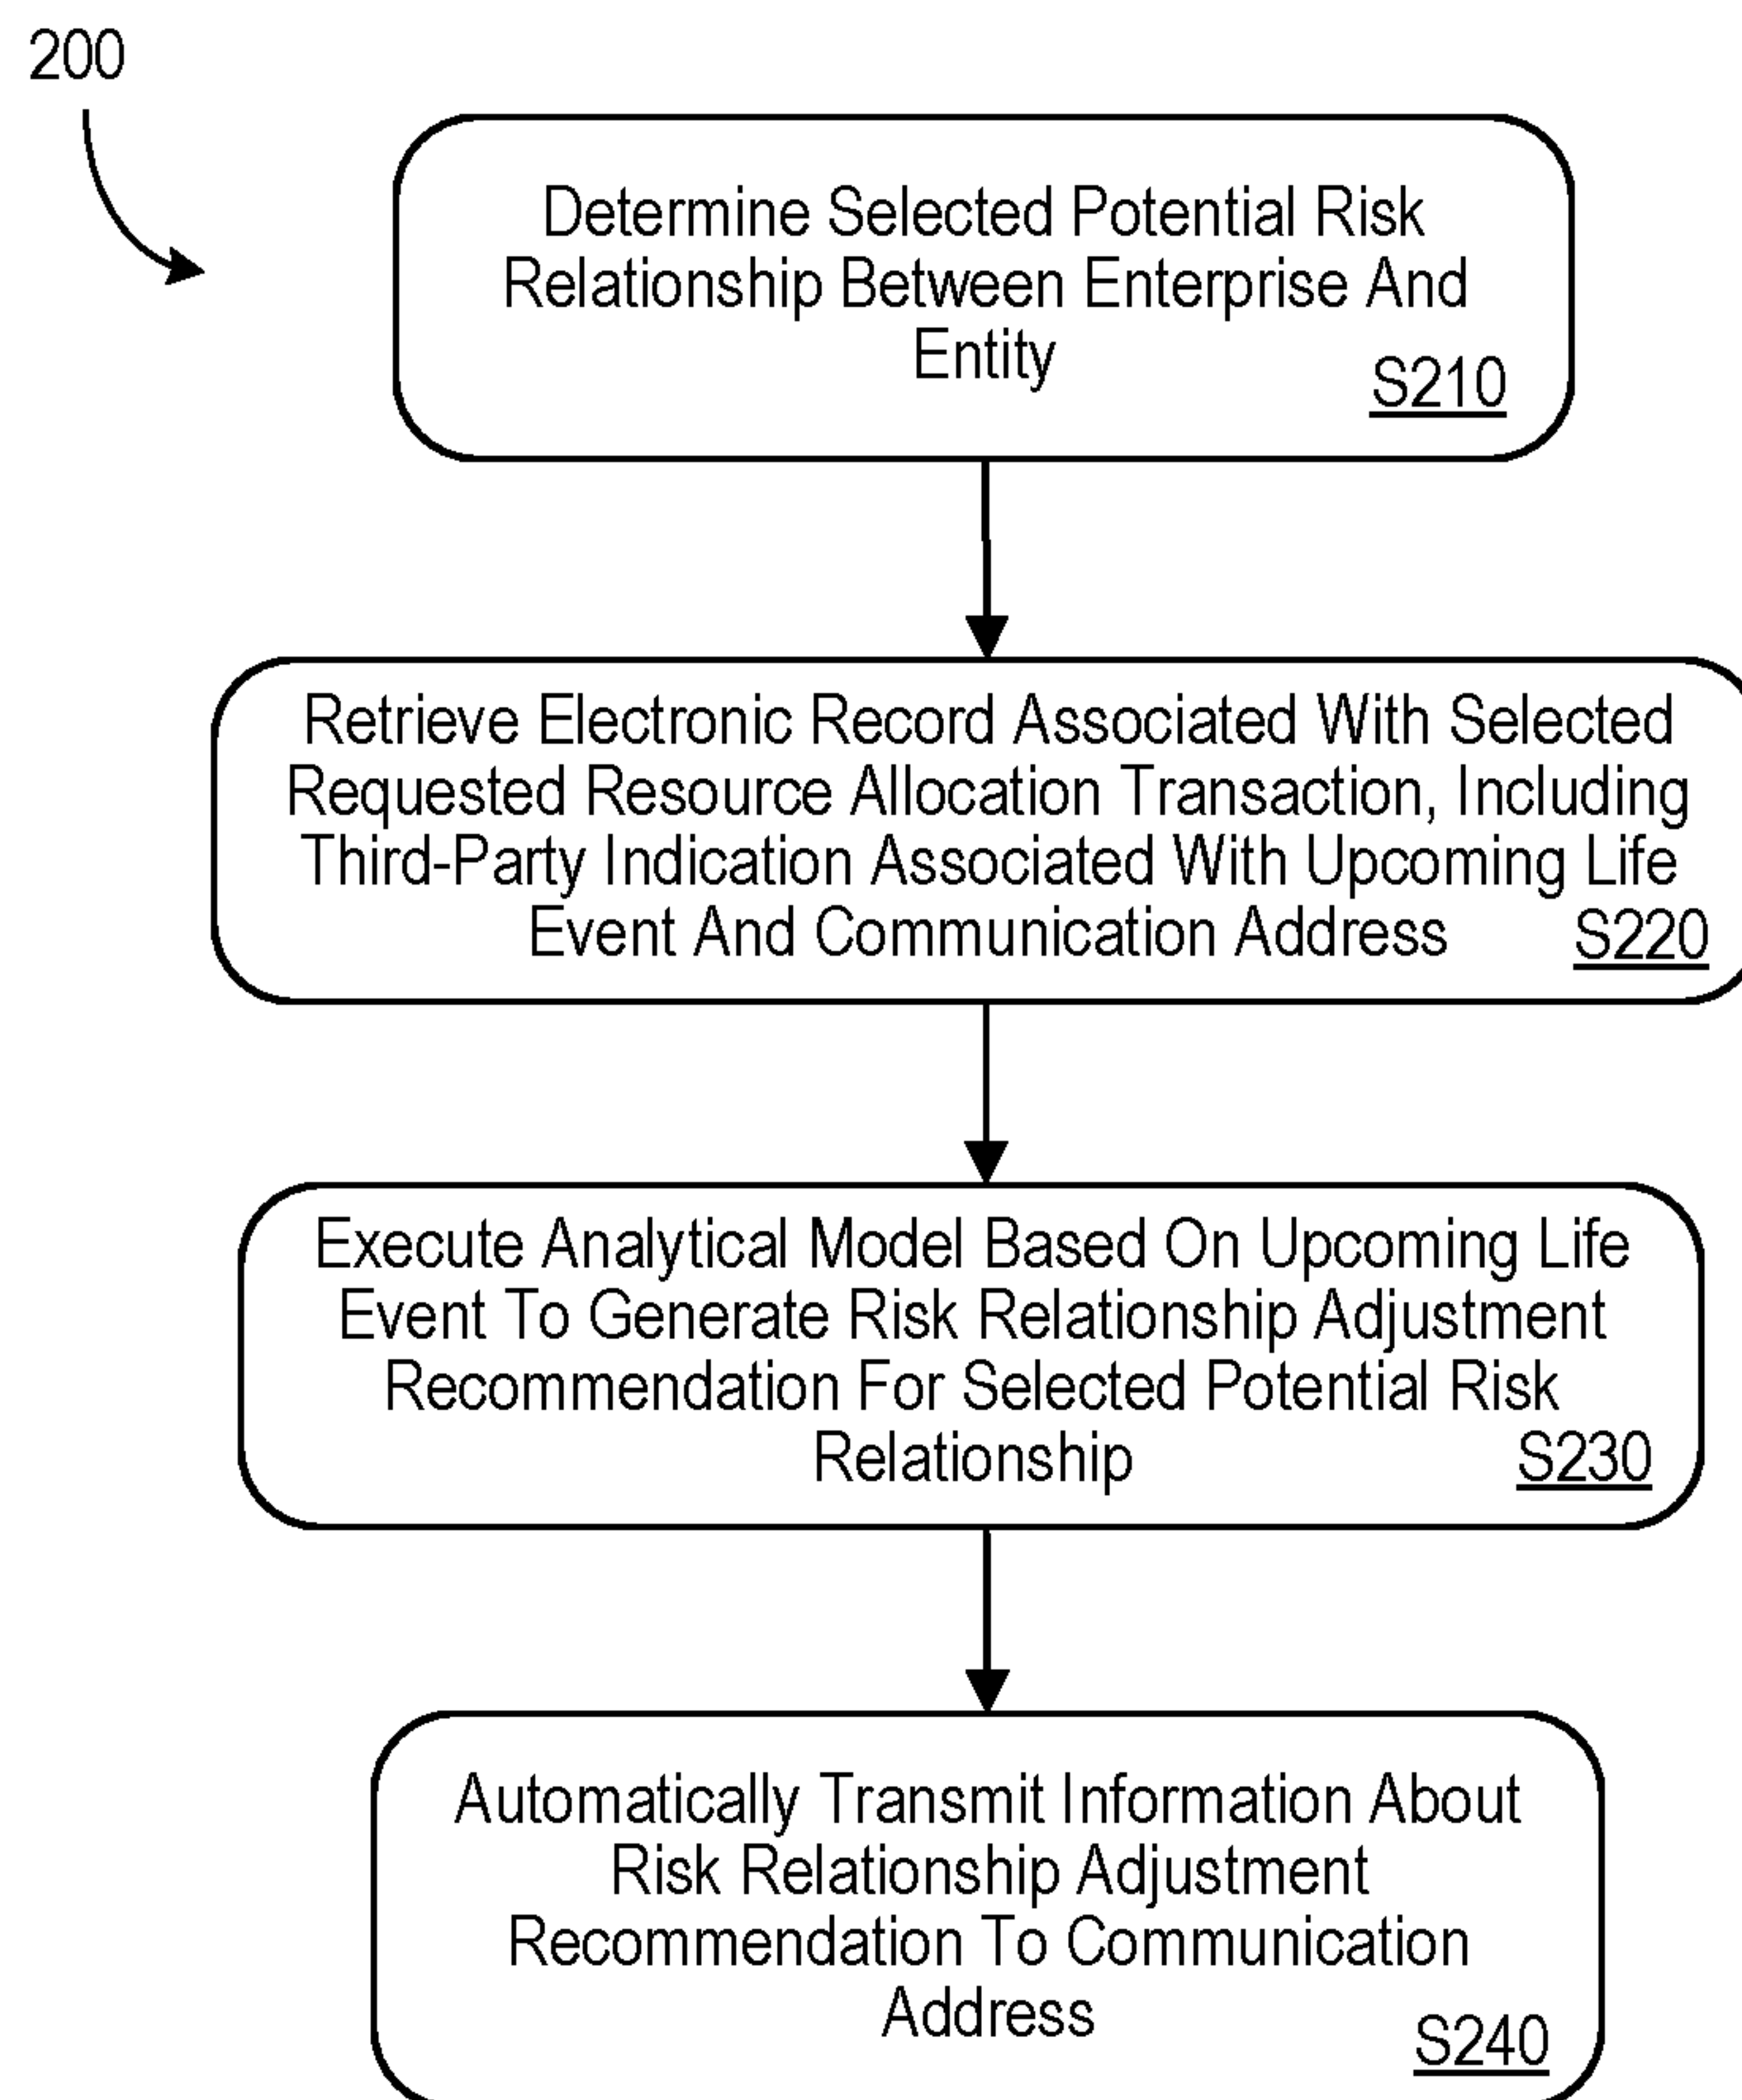 200
Determine Selected Potential Risk
Relationship Between Enterprise And
Entity
S210
Retrieve Electronic Record Associated With Selected
Requested Resource Allocation Transaction, Including
Third-Party Indication Associated With Upcoming Life
Event And Communication Address
S220
Execute Analytical Model Based On Upcoming Life
Event To Generate Risk Relationship Adjustment
Recommendation For Selected Potential Risk
Relationship
S230
Automatically Transmit Information About
Risk Relationship Adjustment
Recommendation To Communication
Address
S240